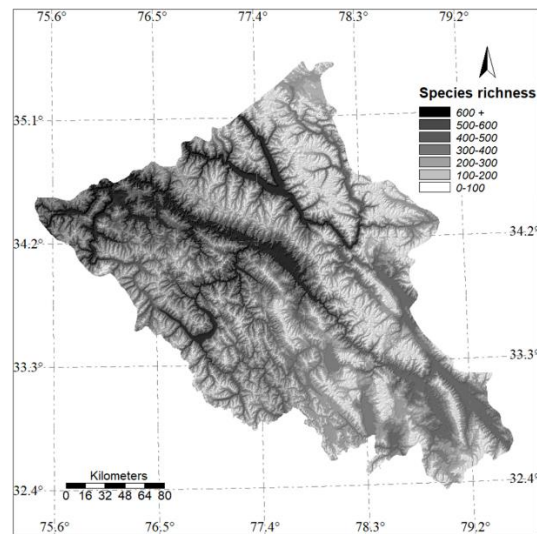 75.6 76.5 77.4 78.3 79.2
Species richness
600 +
500-600
400-500
300-400
200-300
100-200
0-100
35.1 35.1°
34.2 34.2°
33.3 33.3°
32.4° 32.4°
Kilometers
0 16 32 48 64 80
75.6° 76.5° 77.4° 78.3° 79.2°